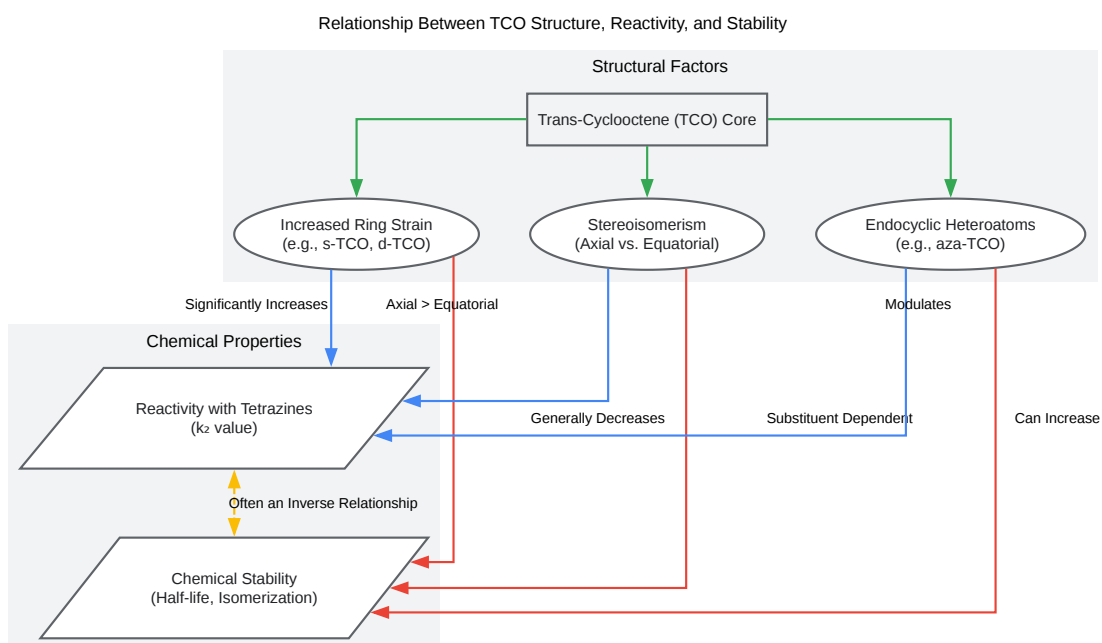 Relationship Between TCO Structure, Reactivity, and Stability
Structural Factors
Trans-Cyclooctene (TCO) Core
Increased Ring Strain
(e.g., s-TCO, d-TCO)
Stereoisomerism
(Axial vs. Equatorial)
Endocyclic Heteroatoms
(e.g., aza-TCO)
Significantly Increases
Axial > Equatorial
Modulates
Chemical Properties
Reactivity with Tetrazines
(k₂ value)
Generally Decreases
Substituent Dependent
Can Increase
Often an Inverse Relationship
Chemical Stability
(Half-life, Isomerization)